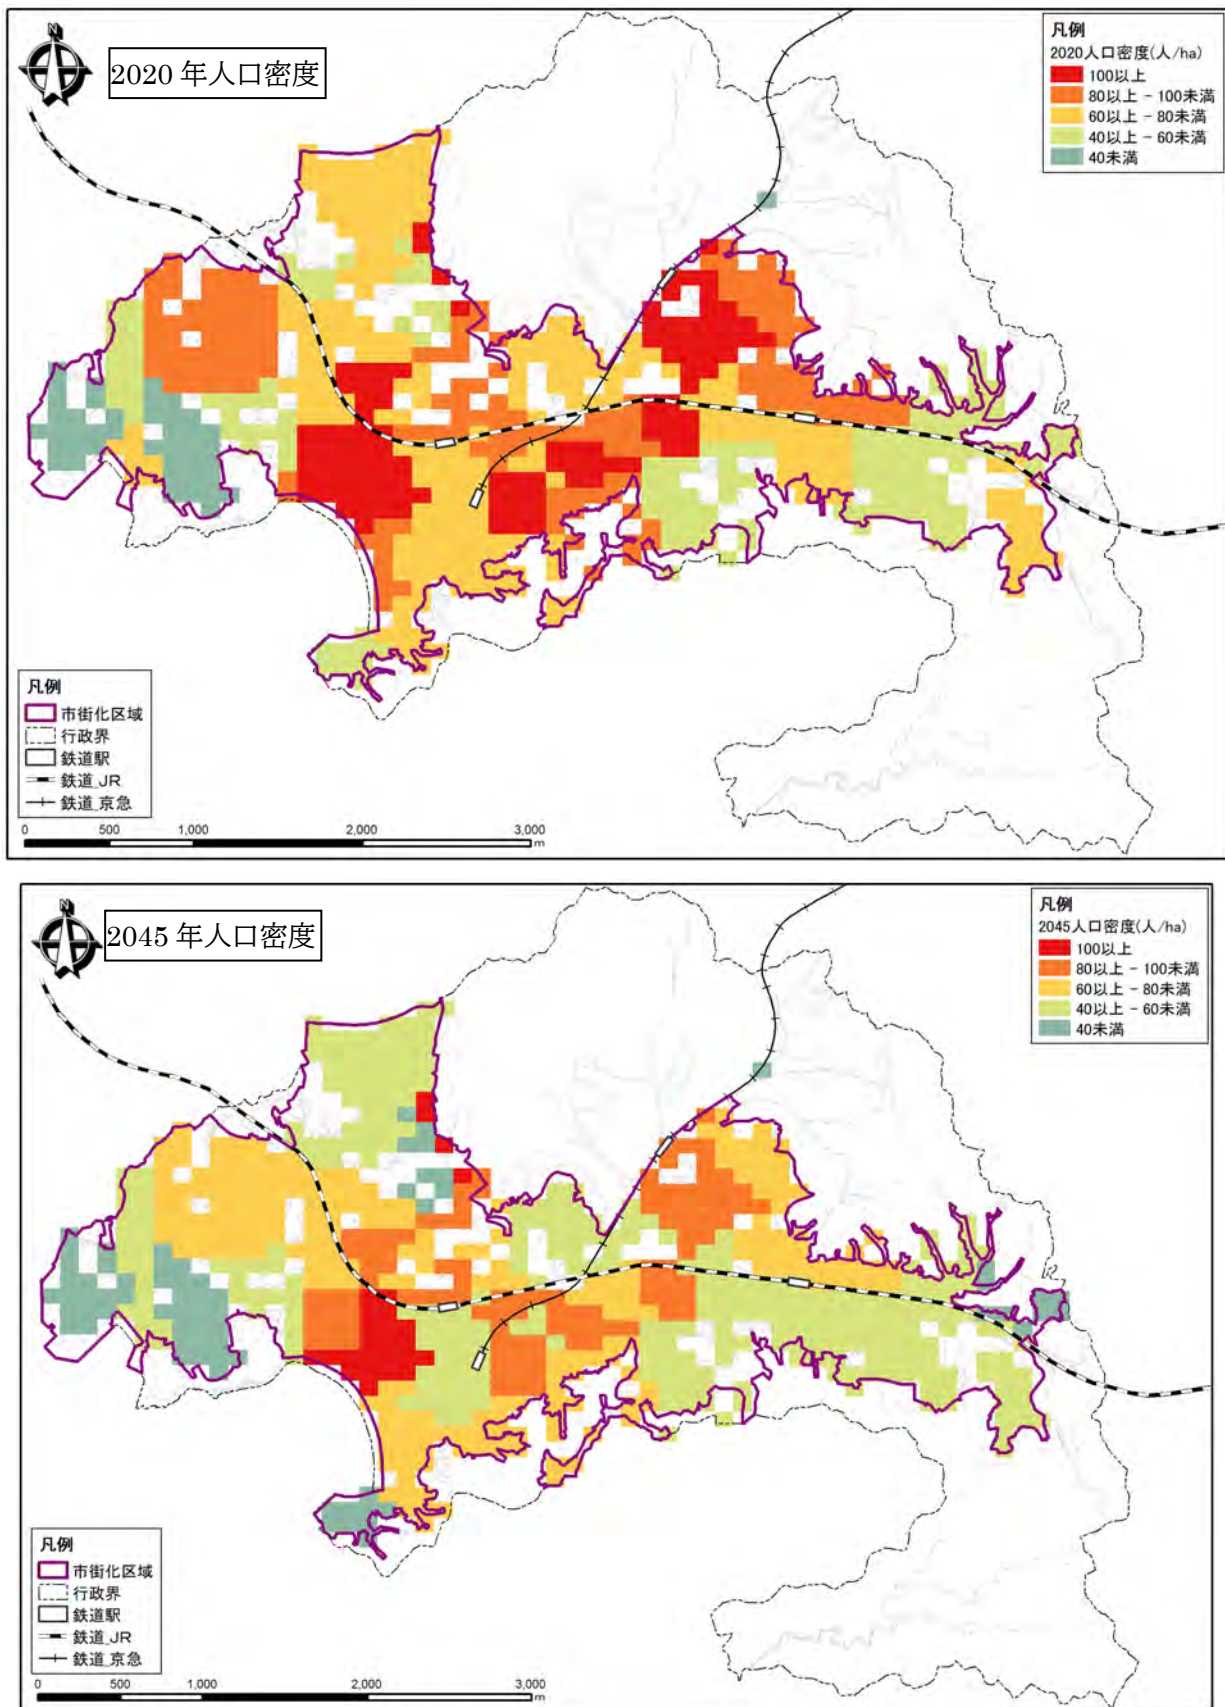 N
2020 年人口密度
凡例
2020人口密度(人/ha)
100以上
80以上 - 100未満
60以上 - 80未満
40以上 - 60未満
40未満
凡例
市街化区域
行政界
鉄道駅
鉄道_JR
鉄道_京急
0 500 1,000 2,000 3,000
m
N
2045 年人口密度
凡例
2045人口密度(人/ha)
100以上
80以上 - 100未満
60以上 - 80未満
40以上 - 60未満
40未満
凡例
市街化区域
行政界
鉄道駅
鉄道_JR
鉄道_京急
0 500 1,000 2,000 3,000
m